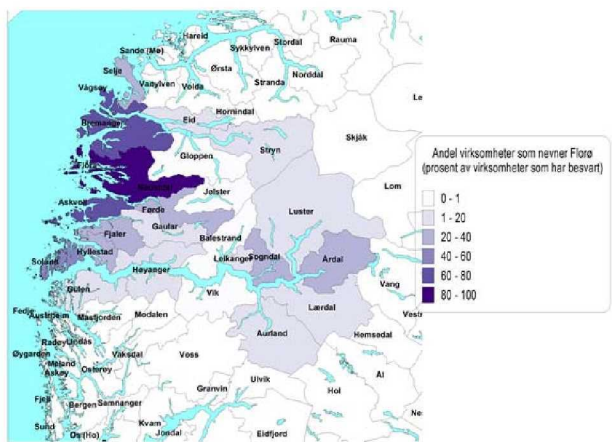 Hareid
Stordal
Rauma
Sande (Mø)
Sykkylven
Selje
Ørsta
Norddal
Vanylven
Volda
Stranda
Vågsøy
Hornindal
Bremanger
Eid
Skjåk
Stryn
Gloppen
Flora
Lom
Jølster
Askvoll
Førde
Luster
Fjaler
Gaular
Balestrand
Hyllestad
Leikanger
Sogndal
Årdal
Solund
Høyanger
Vang
Gulen
Vik
Lærdal
Fedje
Austrheim
Masfjorden
Modalen
Aurland
Hemsedal
Radøy
Lindås
Vaksdal
Voss
Øygarden
Meland
Askøy
Osterøy
Ål
Ulvik
Hol
Granvin
Fjell
Bergen
Samnanger
Kvam
Sund
Os (Ho)
Jondal
Eidfjord
Andel virksomheter som nevner Florø
(prosent av virksomheter som har besvart)
0 - 1
1 - 20
20 - 40
40 - 60
60 - 80
80 - 100